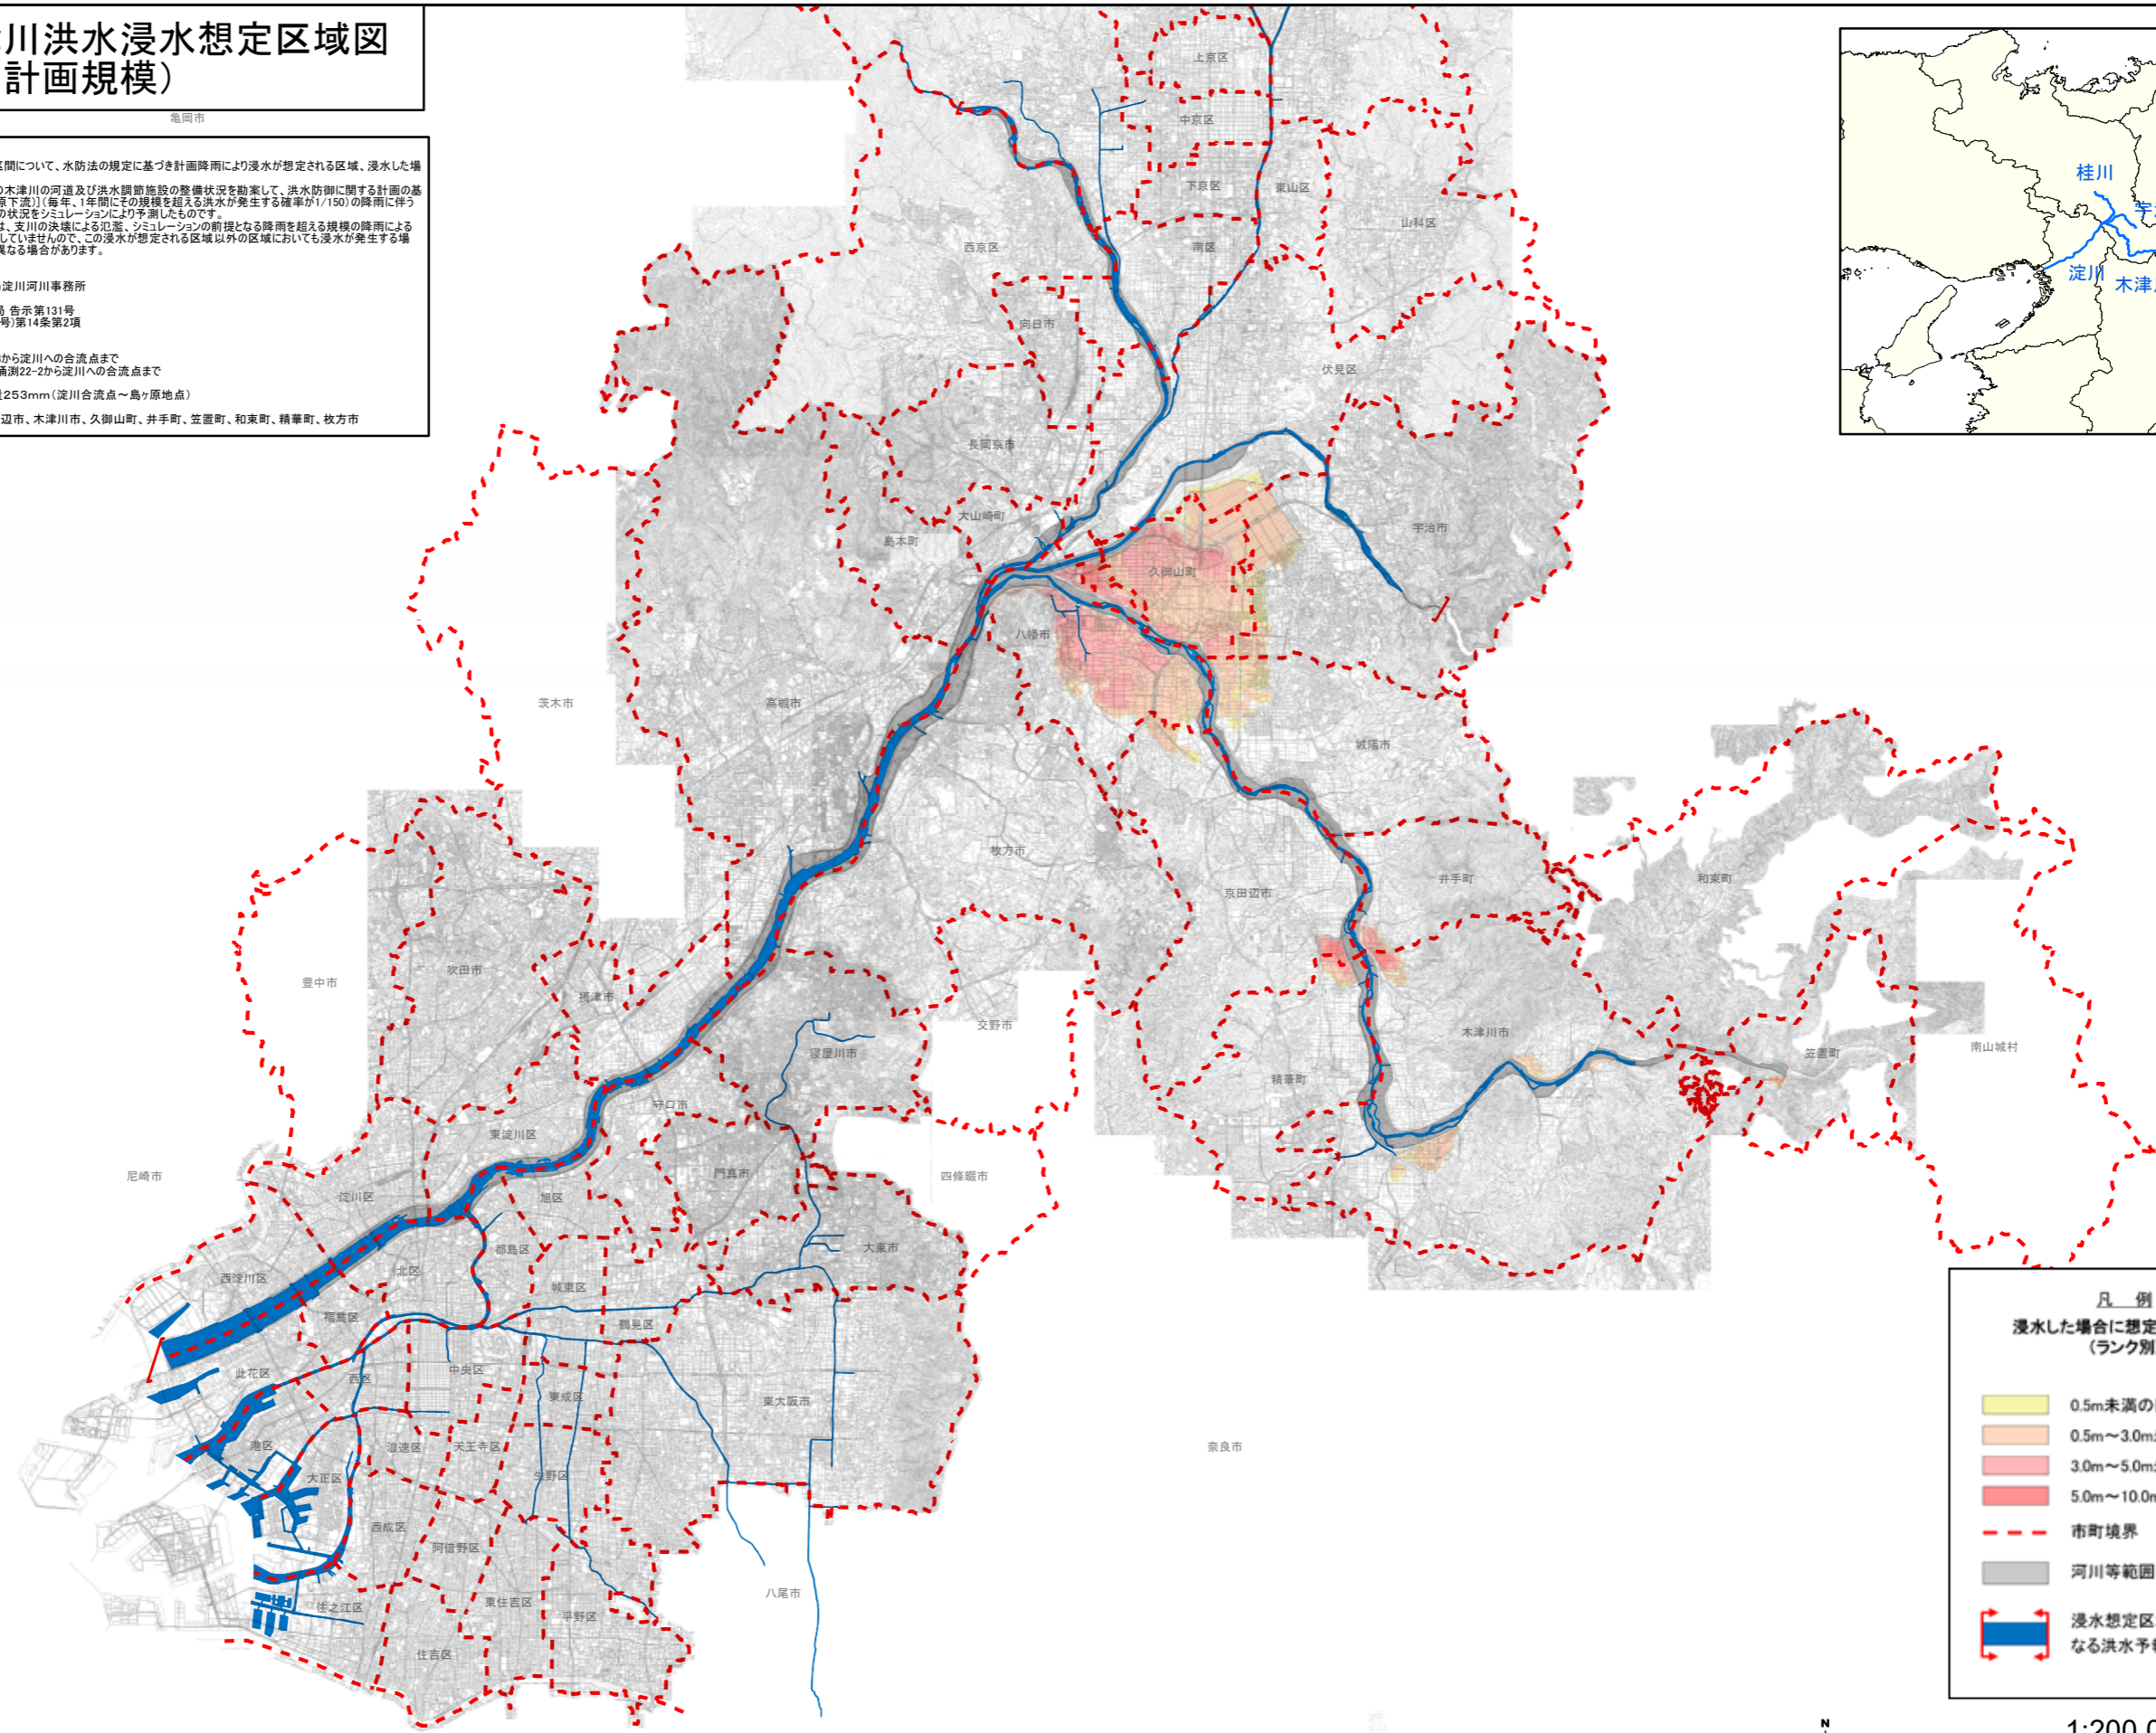 川洪水浸水想定区域図
計画規模）
亀岡市
区間について、水防法の規定に基づき計画降雨により浸水が想定される区域、浸水した場
の木津川の河道及び洪水調節施設の整備状況を勘案して、洪水防御に関する計画の基
原下流)](毎年、1年間にその規模を超える洪水が発生する確率が1/150)の降雨に伴う
の状況をシミュレーションにより予測したものです。
は、支川の決壊による氾濫、シミュレーションの前提となる降雨を超える規模の降雨による
していませんので、この浸水が想定される区域以外の区域においても浸水が発生する場
異なる場合があります。
淀川河川事務所
局 告示第131号
号)第14条第2項
から淀川への合流点まで
22-2から淀川への合流点まで
253mm(淀川合流点～島ヶ原地点)
辺市、木津川市、久御山町、井手町、笠置町、和束町、精華町、枚方市
桂川
淀川
木津
上京区
中京区
下京区
東山区
山科区
西京区
南区
向日市
伏見区
長岡京市
大山崎町
島本町
宇治市
久御山町
八幡市
茨木市
高槻市
城陽市
枚方市
京田辺市
井手町
和束町
豊中市
吹田市
摂津市
交野市
寝屋川市
木津川市
笠置町
南山城村
精華町
守口市
東淀川区
尼崎市
淀川区
旭区
門真市
四條畷市
都島区
大東市
西淀川区
北区
城東区
福島区
鶴見区
此花区
西区
中央区
東成区
東大阪市
港区
浪速区
天王寺区
奈良市
大正区
生野区
西成区
阿倍野区
八尾市
住之江区
東住吉区
平野区
住吉区
凡 例
浸水した場合に想定
（ランク別
0.5m未満の
0.5m～3.0m
3.0m～5.0m
5.0m～10.0m
市町境界
河川等範囲
浸水想定区
なる洪水予
N
1:200,0